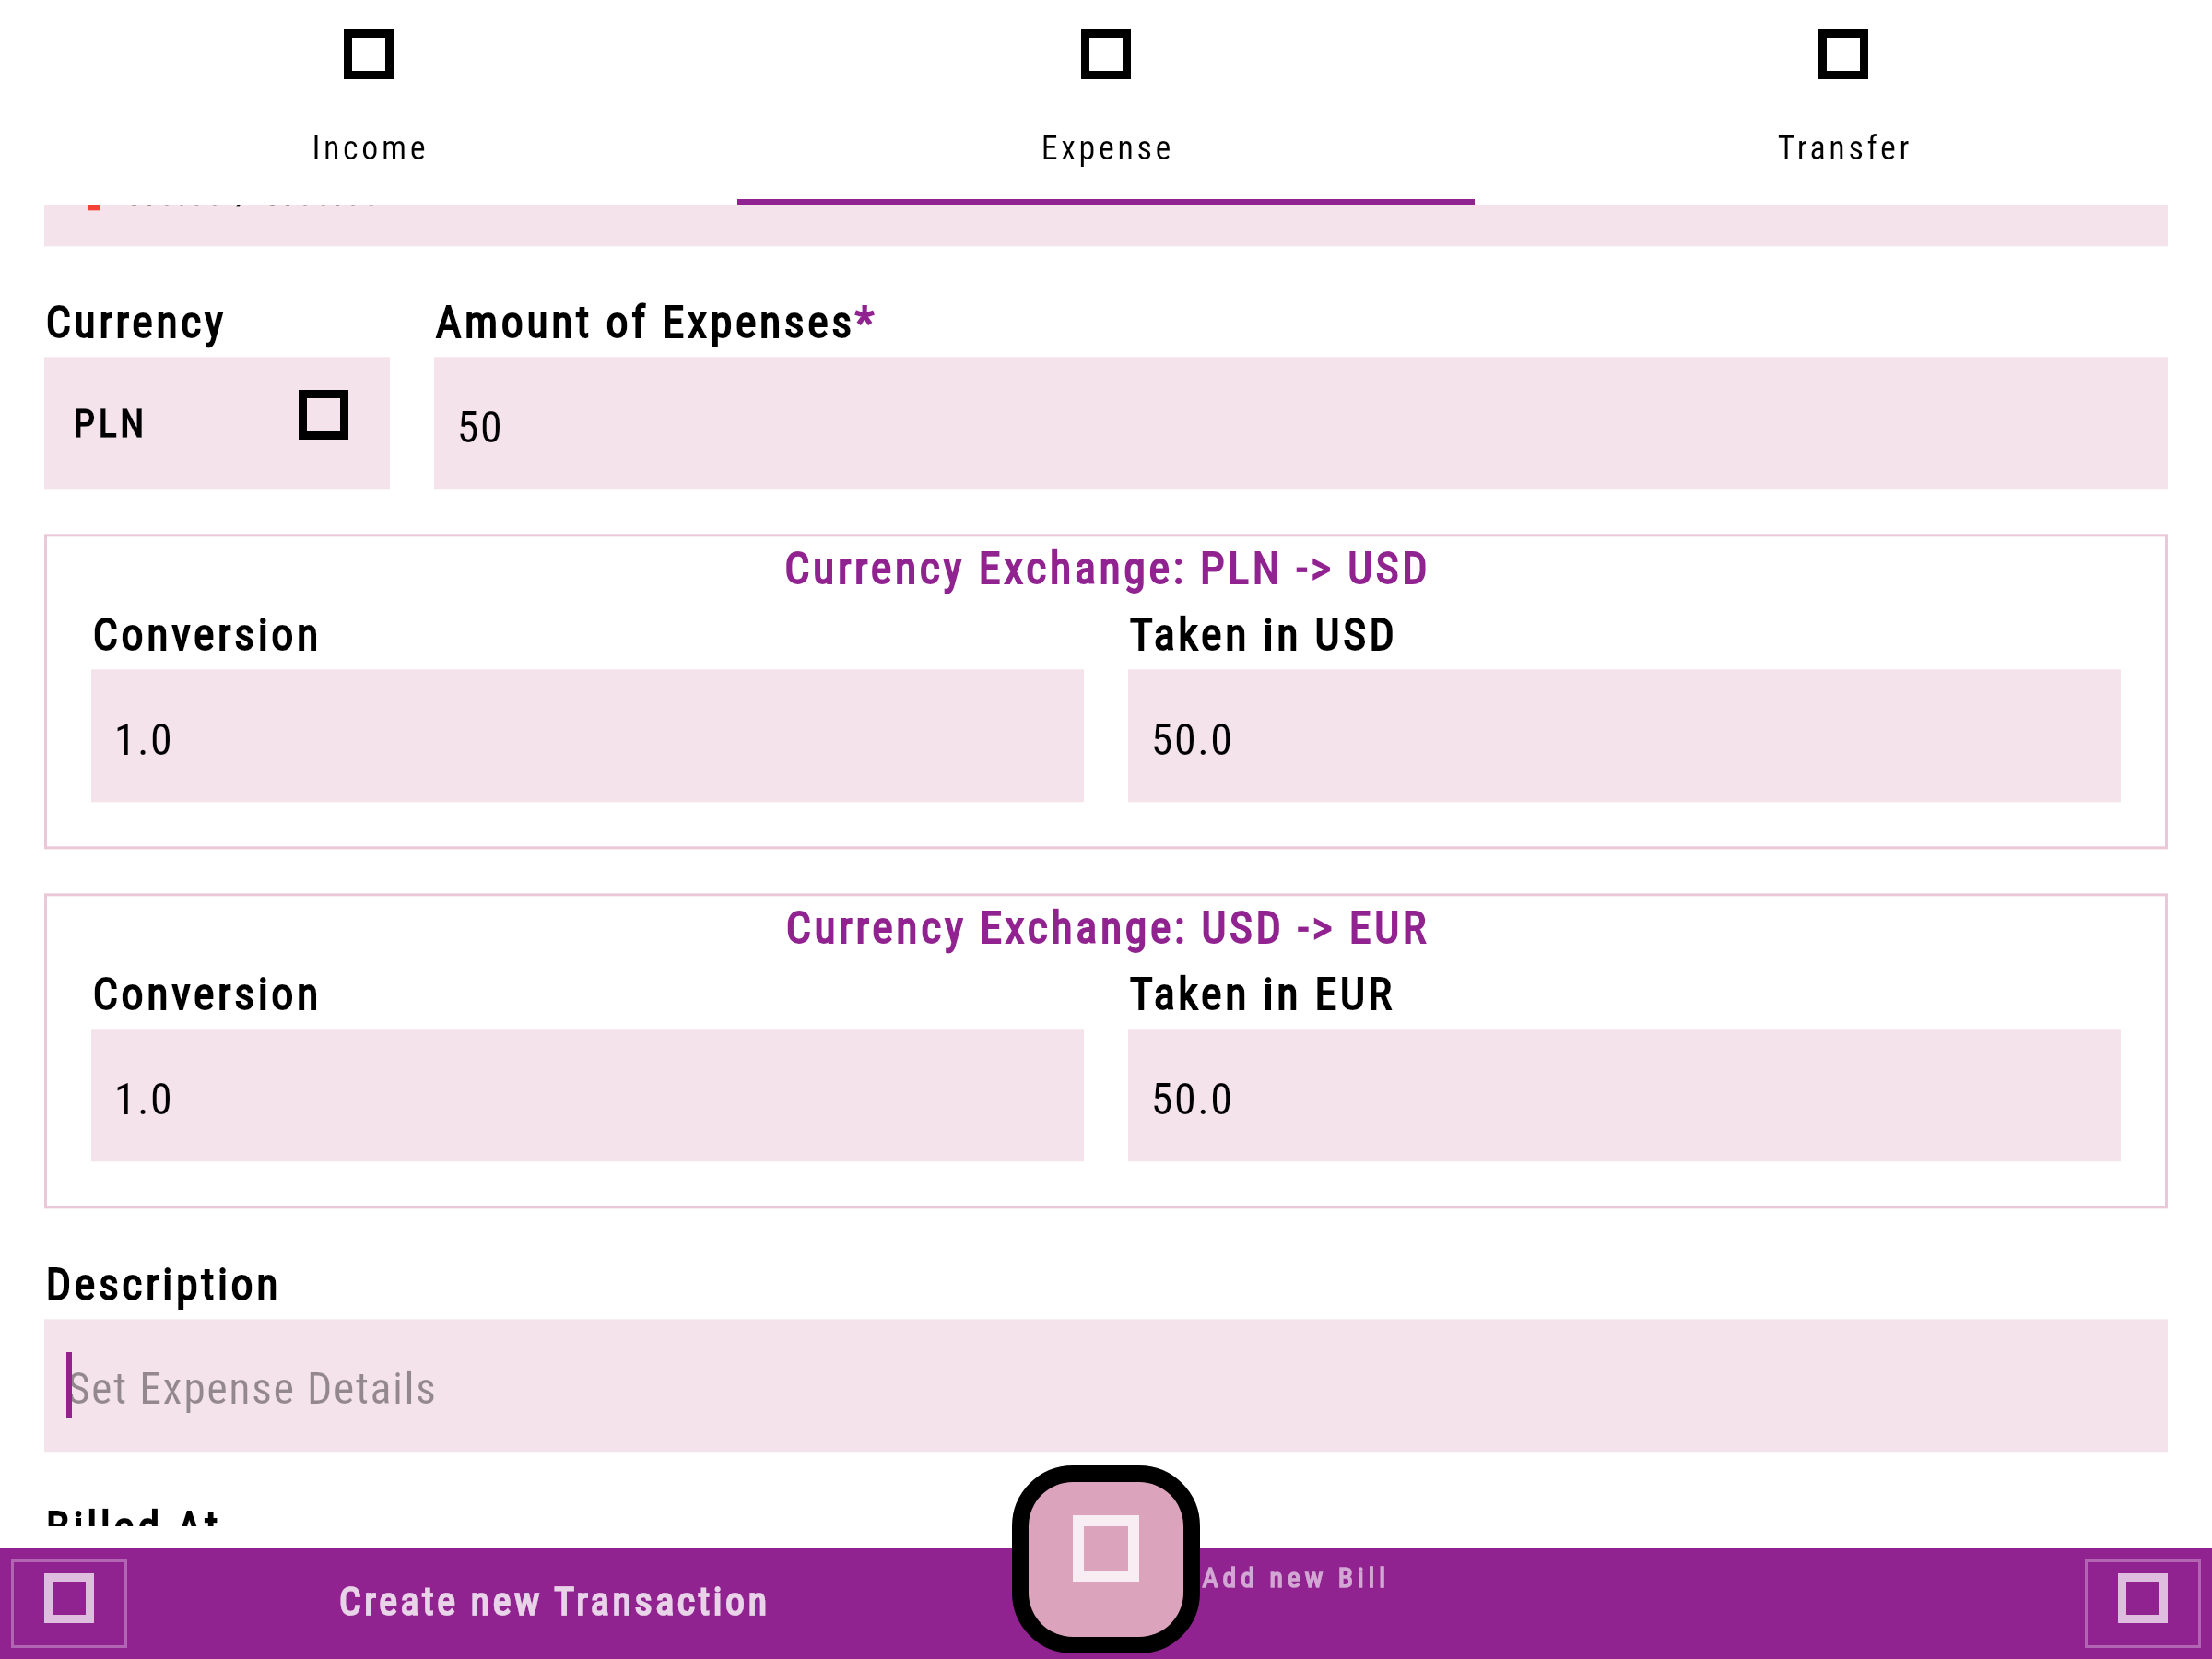 Income
Expense
Transfer
Currency
Amount of Expenses*
PLN
50
Currency Exchange: PLN -> USD
Conversion
Taken in USD
1.0
50.0
Currency Exchange: USD -> EUR
Conversion
Taken in EUR
1.0
50.0
Description
Set Expense Details
Billed At
Create new Transaction
Add new Bill